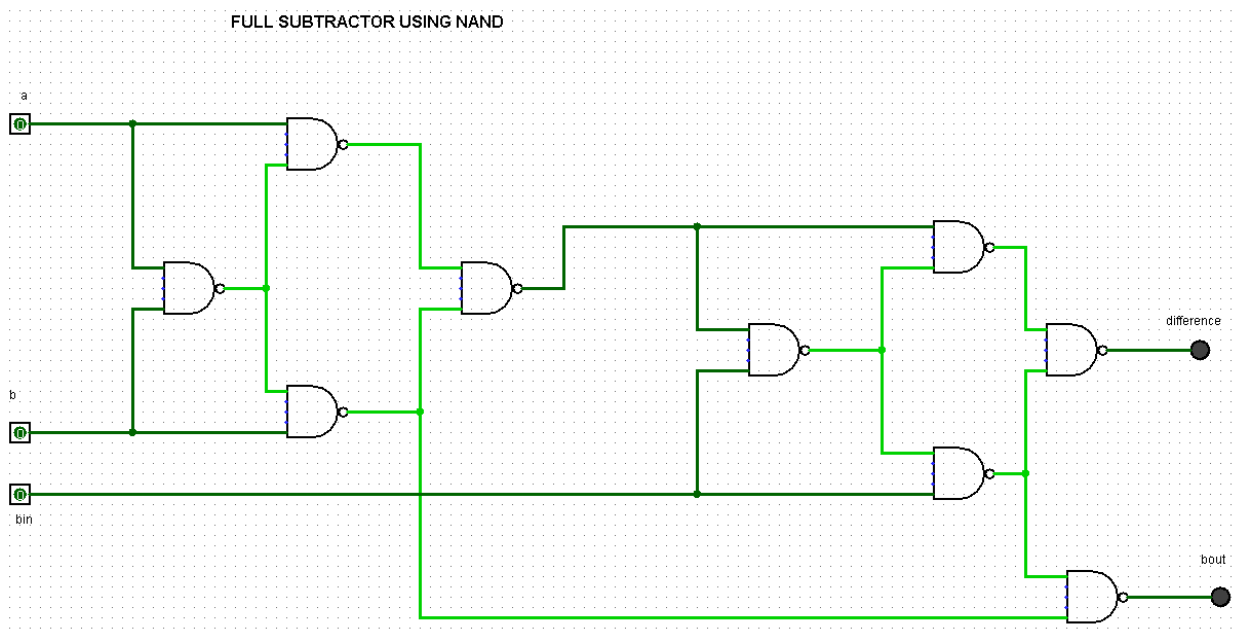 FULL SUBTRACTOR USING NAND
a
difference
b
bin
bout